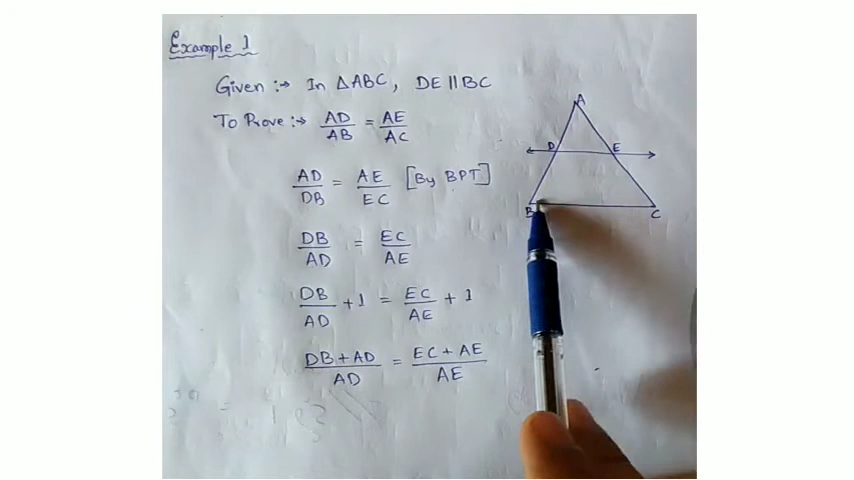 Example 1
Given :→ In △ABC, DE || BC
To Prove :→ AD/AB = AE/AC
AD/DB = AE/EC [By BPT]
DB/AD = EC/AE
DB/AD + 1 = EC/AE + 1
DB + AD/AD = EC + AE/AE
A
D E
B C